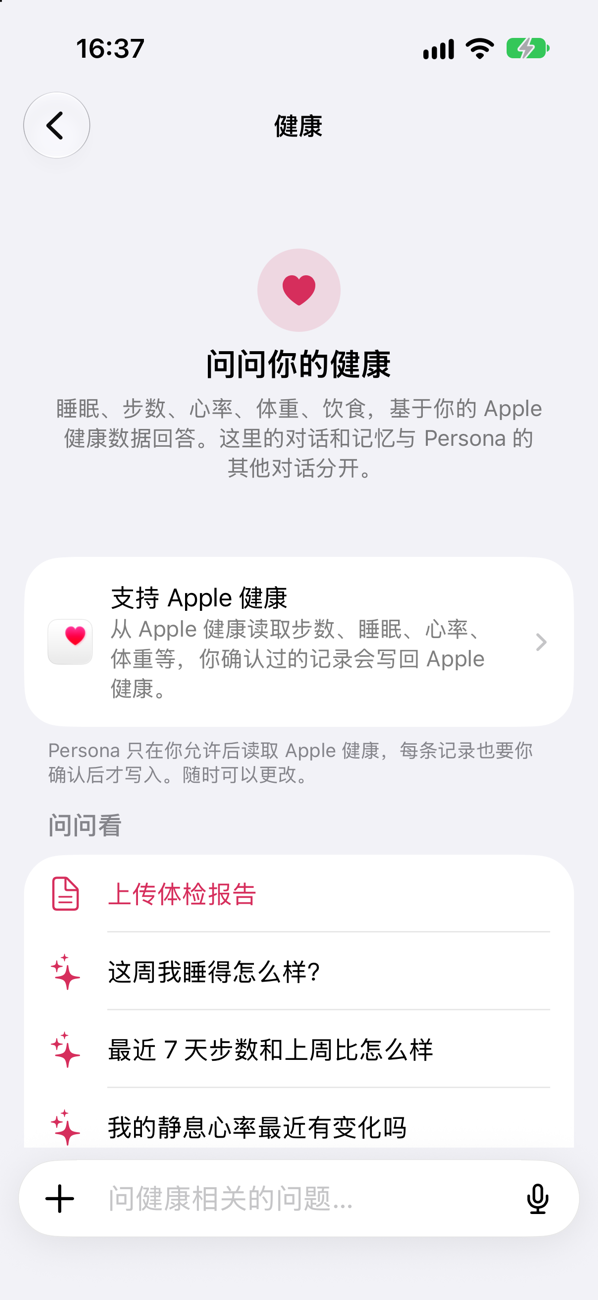 16:37
健康
问问你的健康
睡眠、步数、心率、体重、饮食，基于你的 Apple
健康数据回答。这里的对话和记忆与 Persona 的
其他对话分开。
支持 Apple 健康
从 Apple 健康读取步数、睡眠、心率、
体重等，你确认过的记录会写回 Apple
健康。
Persona 只在你允许后读取 Apple 健康，每条记录也要你
确认后才写入。随时可以更改。
问问看
上传体检报告
这周我睡得怎么样？
最近 7 天步数和上周比怎么样
我的静息心率最近有变化吗
问健康相关的问题...